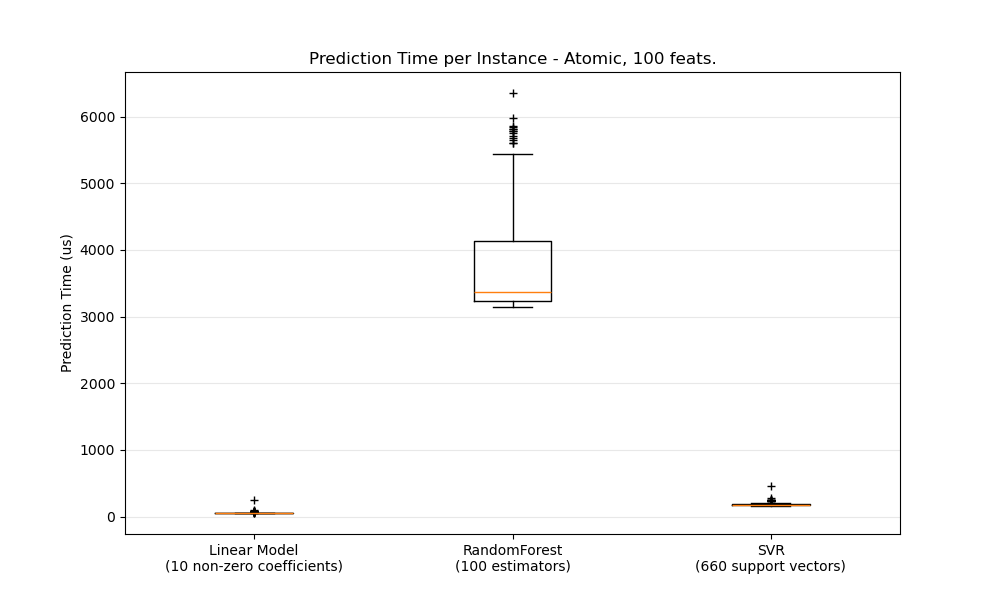 Prediction Time per Instance - Atomic, 100 feats.
Prediction Time (us)
6000
5000
4000
3000
2000
1000
0
Linear Model
(10 non-zero coefficients)
RandomForest
(100 estimators)
SVR
(660 support vectors)